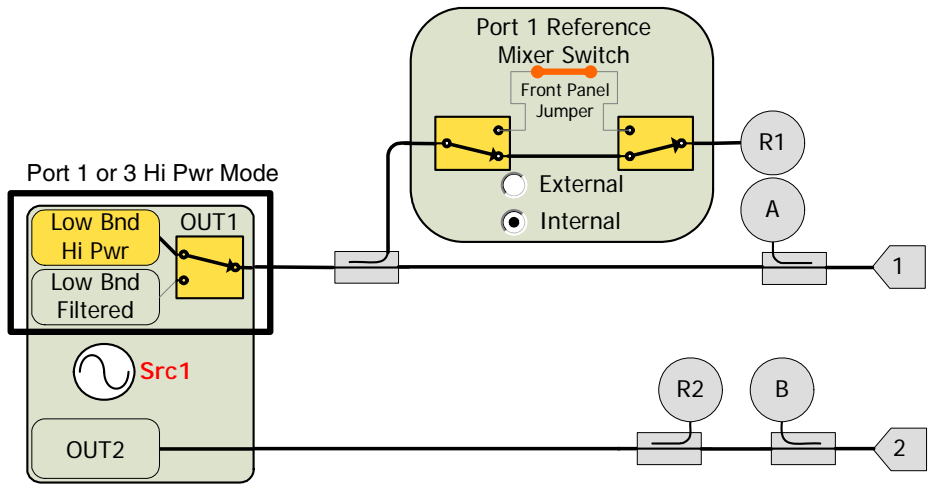 Port 1 Reference
Mixer Switch
Front Panel
Jumper
R1
External
Internal
A
Port 1 or 3 Hi Pwr Mode
Low Bnd
Hi Pwr
OUT1
Low Bnd
Filtered
1
Src1
R2
B
OUT2
2